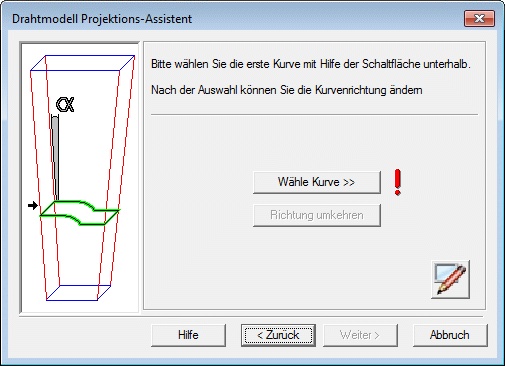 Drahtmodell Projektions-Assistent
Bitte wählen Sie die erste Kurve mit Hilfe der Schaltfläche unterhalb.
Nach der Auswahl können Sie die Kurvenrichtung ändern
α
Wähle Kurve >>
!
Richtung umkehren
Hilfe
< Zurück
Weiter >
Abbruch